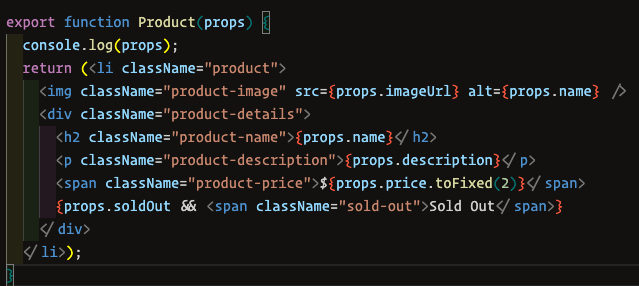 export function Product(props) {
  console.log(props);
  return (<li className="product">
    <img className="product-image" src={props.imageUrl} alt={props.name} />
    <div className="product-details">
      <h2 className="product-name">{props.name}</h2>
      <p className="product-description">{props.description}</p>
      <span className="product-price">${props.price.toFixed(2)}</span>
      {props.soldOut && <span className="sold-out">Sold Out</span>}
    </div>
  </li>);
}